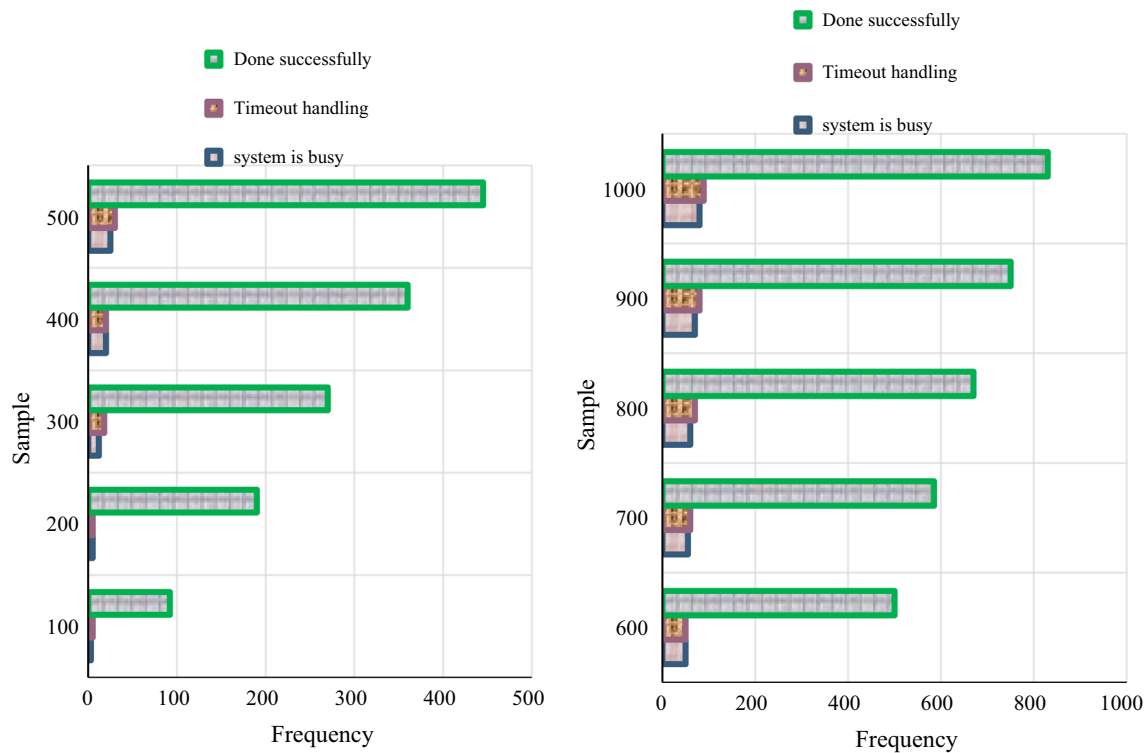 Done successfully
Timeout handling
system is busy
500
400
300
200
100
Sample
0 100 200 300 400 500
Frequency
Done successfully
Timeout handling
system is busy
1000
900
800
700
600
Sample
0 200 400 600 800 1000
Frequency